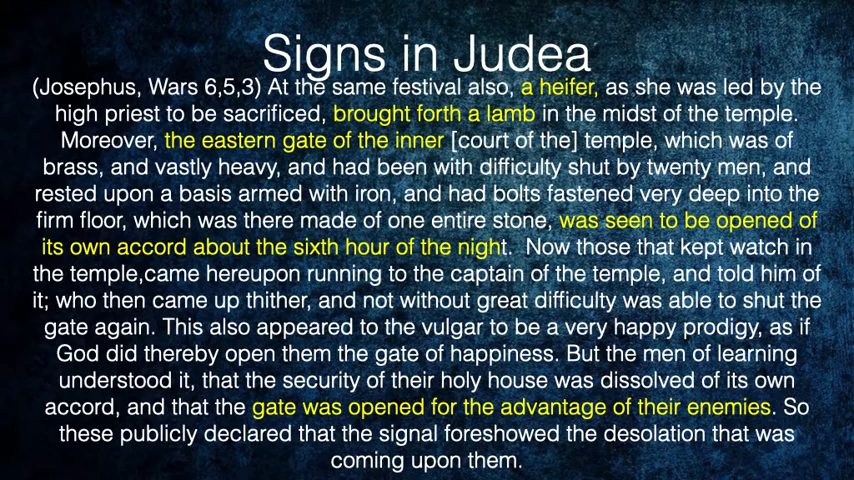 Signs in Judea
(Josephus, Wars 6,5,3) At the same festival also, a heifer, as she was led by the
high priest to be sacrificed, brought forth a lamb in the midst of the temple.
Moreover, the eastern gate of the inner [court of the] temple, which was of
brass, and vastly heavy, and had been with difficulty shut by twenty men, and
rested upon a basis armed with iron, and had bolts fastened very deep into the
firm floor, which was there made of one entire stone, was seen to be opened of
its own accord about the sixth hour of the night. Now those that kept watch in
the temple,came hereupon running to the captain of the temple, and told him of
it; who then came up thither, and not without great difficulty was able to shut the
gate again. This also appeared to the vulgar to be a very happy prodigy, as if
God did thereby open them the gate of happiness. But the men of learning
understood it, that the security of their holy house was dissolved of its own
accord, and that the gate was opened for the advantage of their enemies. So
these publicly declared that the signal foreshowed the desolation that was
coming upon them.